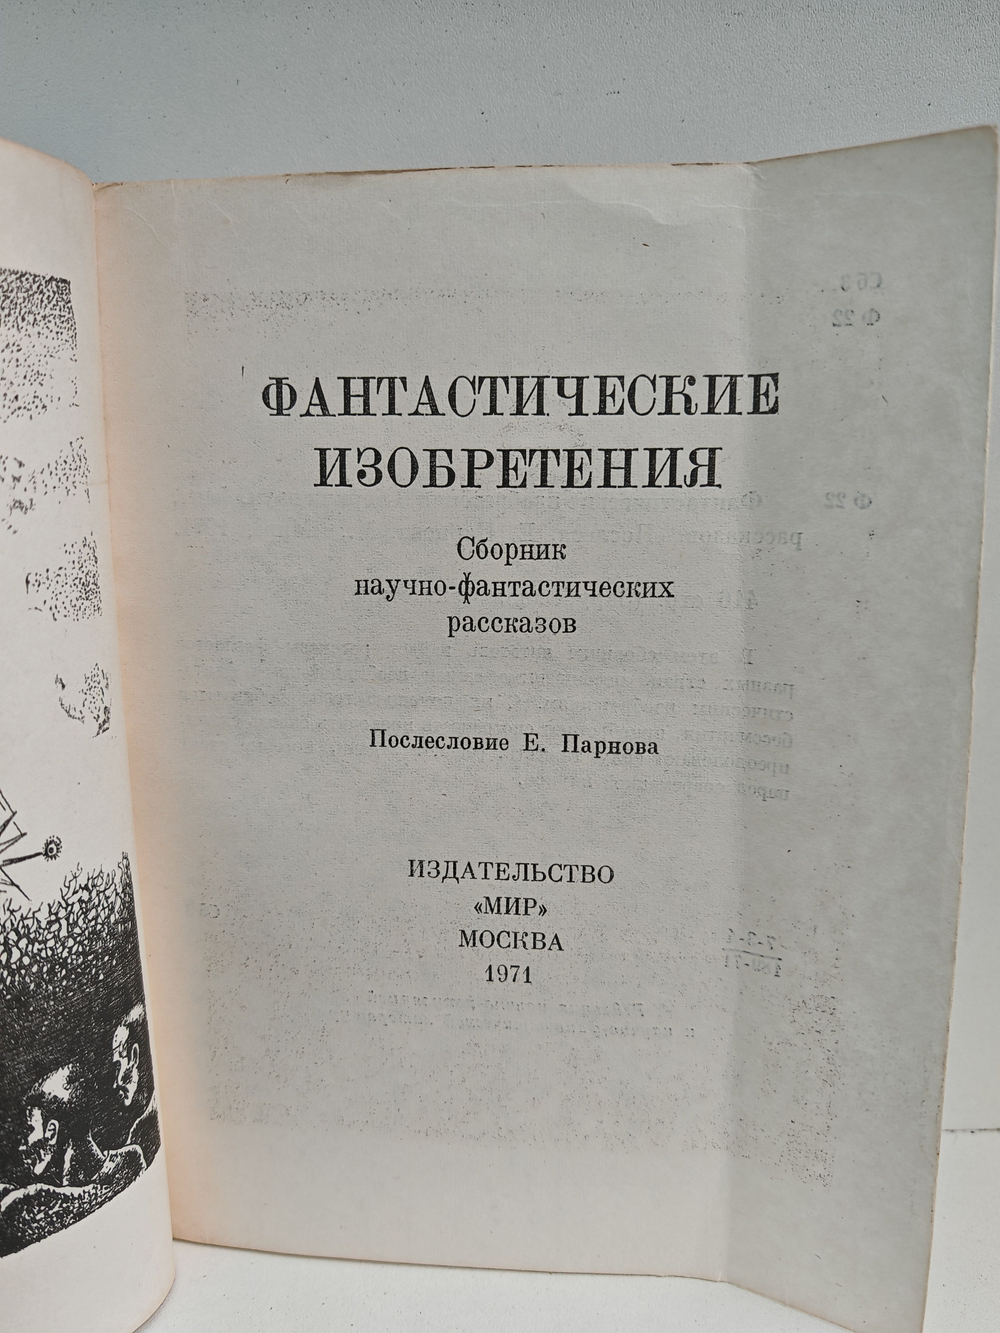 ФАНТАСТИЧЕСКИЕ
ИЗОБРЕТЕНИЯ
Сборник
научно-фантастических
рассказов
Послесловие Е. Парнова
ИЗДАТЕЛЬСТВО
«МИР»
МОСКВА
1971